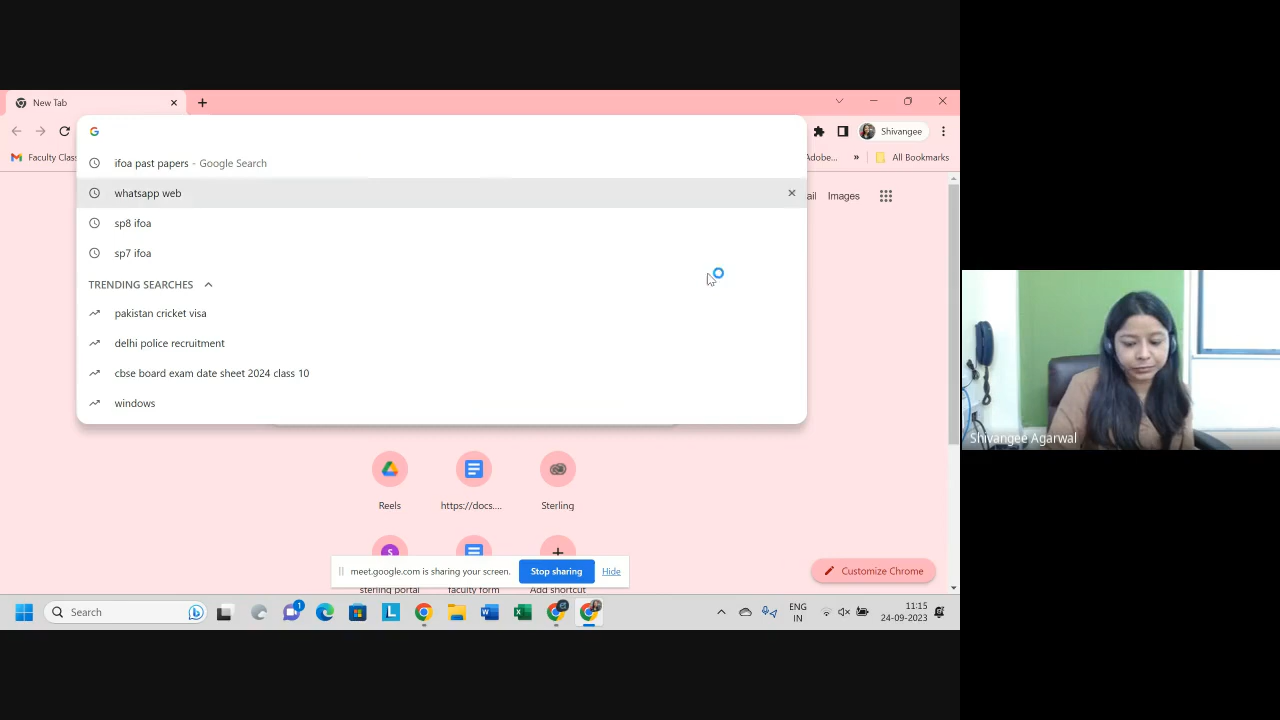 New Tab
Shivangee
Faculty Clas
Adobe...
»
All Bookmarks
ifoa past papers - Google Search
whatsapp web
sp8 ifoa
sp7 ifoa
TRENDING SEARCHES
pakistan cricket visa
delhi police recruitment
cbse board exam date sheet 2024 class 10
windows
ail
Images
Reels
https://docs....
Sterling
S
sterling portal
faculty form
Add shortcut
meet.google.com is sharing your screen.
Stop sharing
Hide
Customize Chrome
Shivangee Agarwal
Search
1
ENG
IN
11:15
24-09-2023